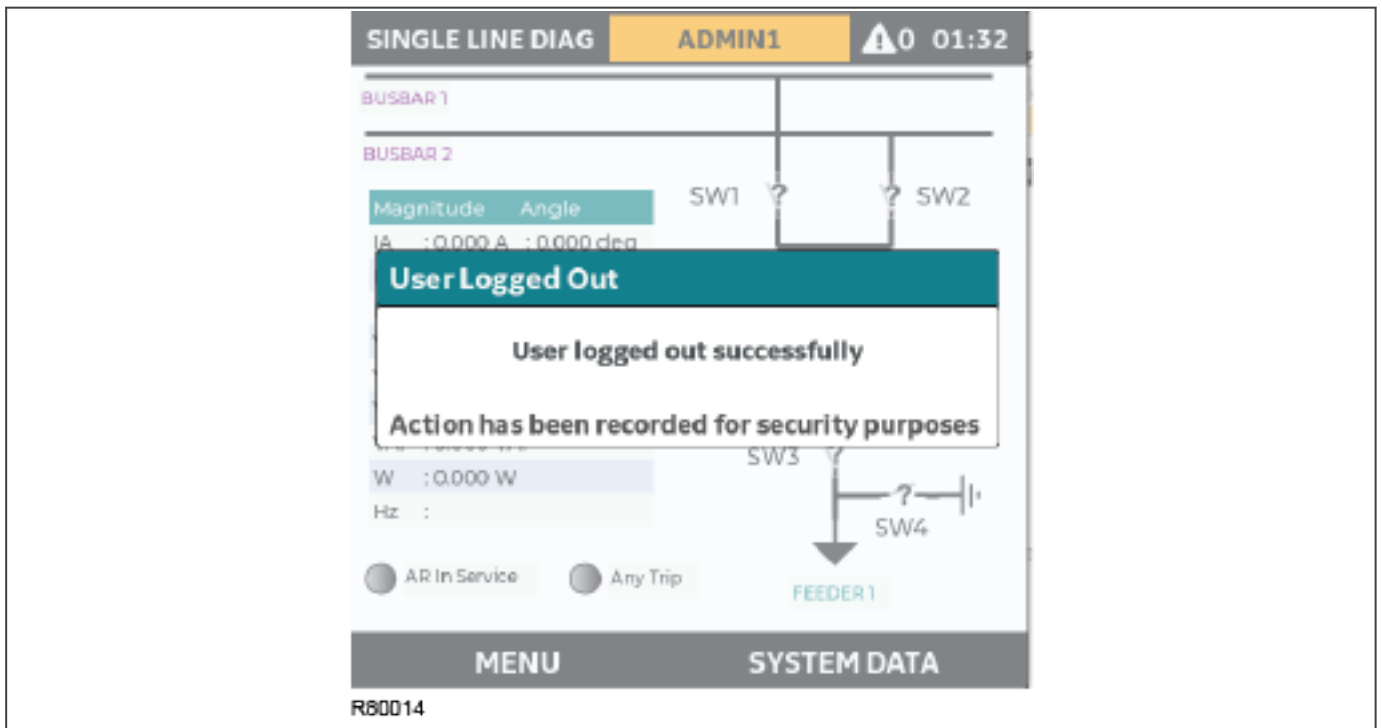 SINGLE LINE DIAG ADMIN1 0 01:32
BUSBAR 1
BUSBAR 2
SW1 ? ? SW2
Magnitude Angle
IA : 0.000 A : 0.000 deg
User Logged Out
User logged out successfully
Action has been recorded for security purposes
SW3
W : 0.000 W
?
Hz :
SW4
AR In Service Any Trip
FEEDER 1
MENU SYSTEM DATA
R80014